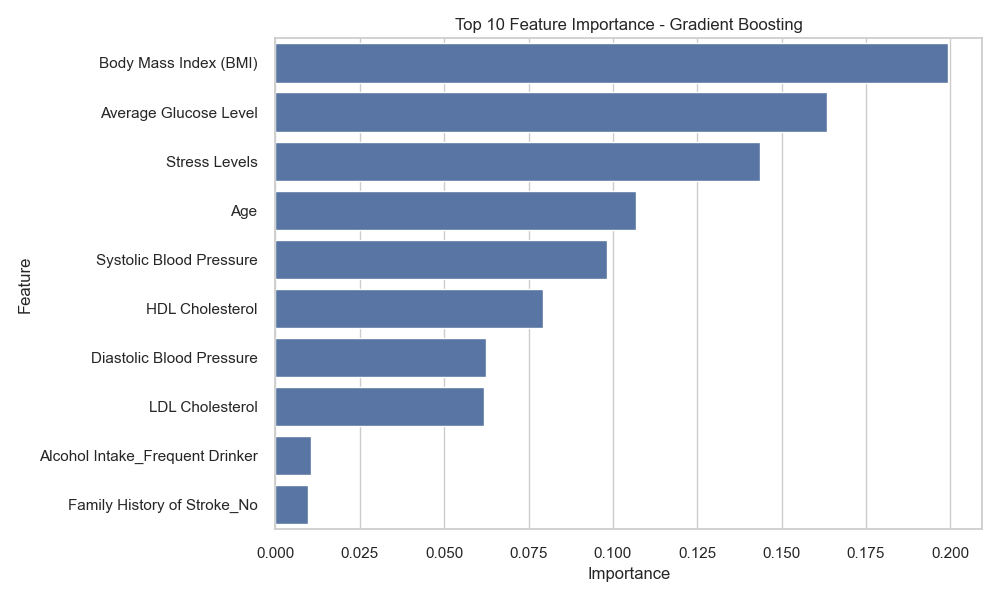 Top 10 Feature Importance - Gradient Boosting
Body Mass Index (BMI)
Average Glucose Level
Stress Levels
Age
Systolic Blood Pressure
HDL Cholesterol
Diastolic Blood Pressure
LDL Cholesterol
Alcohol Intake_Frequent Drinker
Family History of Stroke_No
Feature
0.000 0.025 0.050 0.075 0.100 0.125 0.150 0.175 0.200
Importance